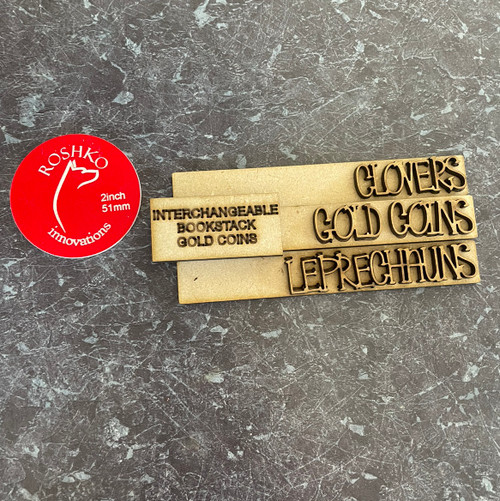 ROSHKO
2inch
51mm
innovations
INTERCHANGEABLE
BOOKSTACK
GOLD COINS
CLOVERS
GOLD COINS
LEPRECHAUNS